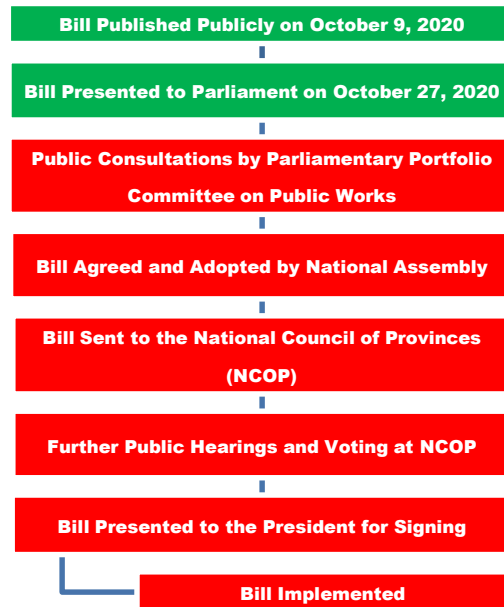 Bill Published Publicly on October 9, 2020
Bill Presented to Parliament on October 27, 2020
Public Consultations by Parliamentary Portfolio
Committee on Public Works
Bill Agreed and Adopted by National Assembly
Bill Sent to the National Council of Provinces
(NCOP)
Further Public Hearings and Voting at NCOP
Bill Presented to the President for Signing
Bill Implemented